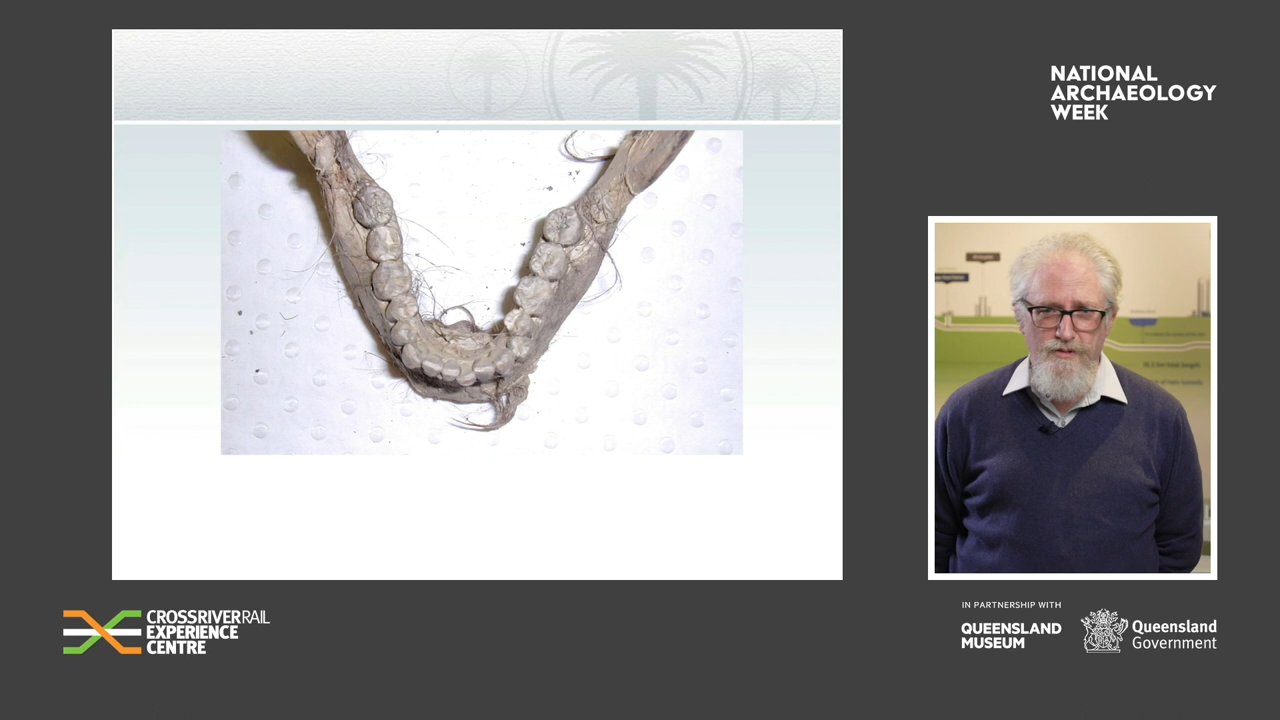 NATIONAL
ARCHAEOLOGY
WEEK
CROSSRIVERRAIL
EXPERIENCE
CENTRE
IN PARTNERSHIP WITH
QUEENSLAND
MUSEUM
Queensland
Government